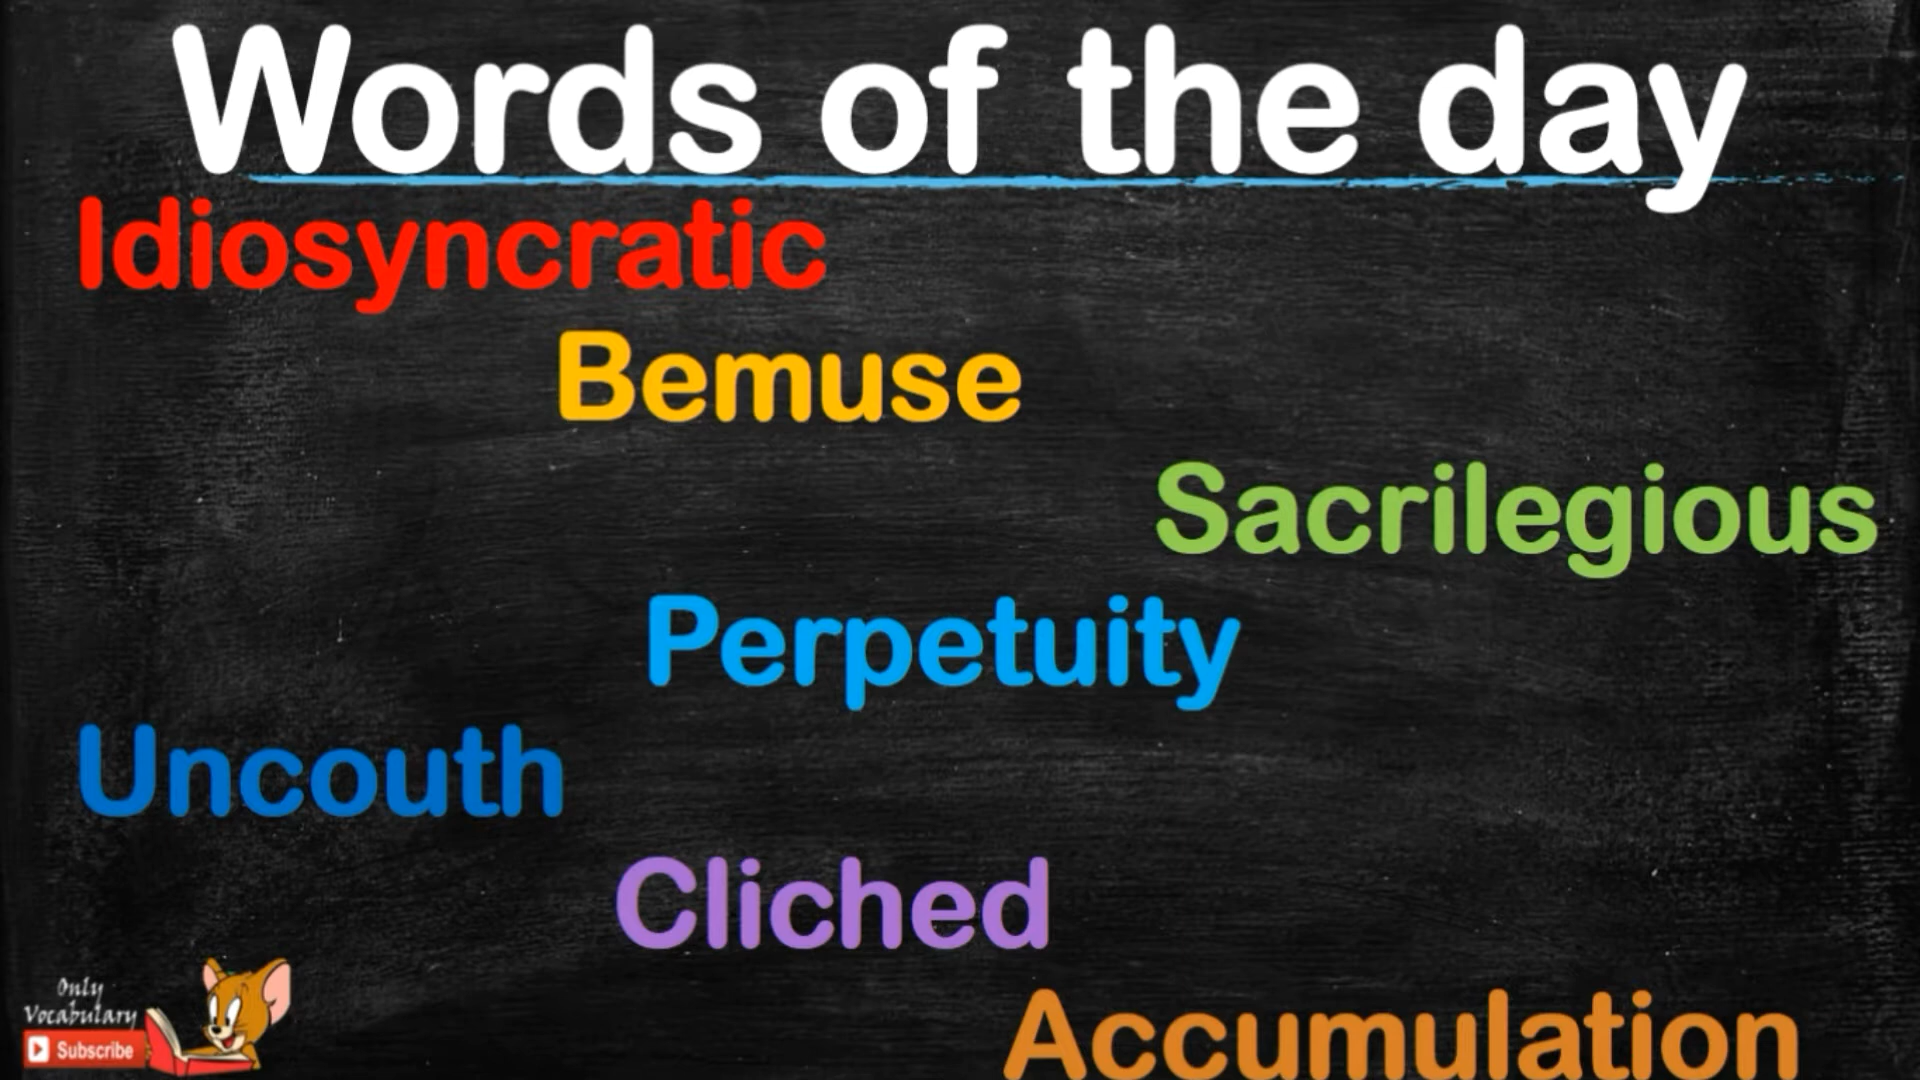 Words of the day
Idiosyncratic
Bemuse
Sacrilegious
Perpetuity
Uncouth
Cliched
Accumulation
Only
Vocabulary
Subscribe